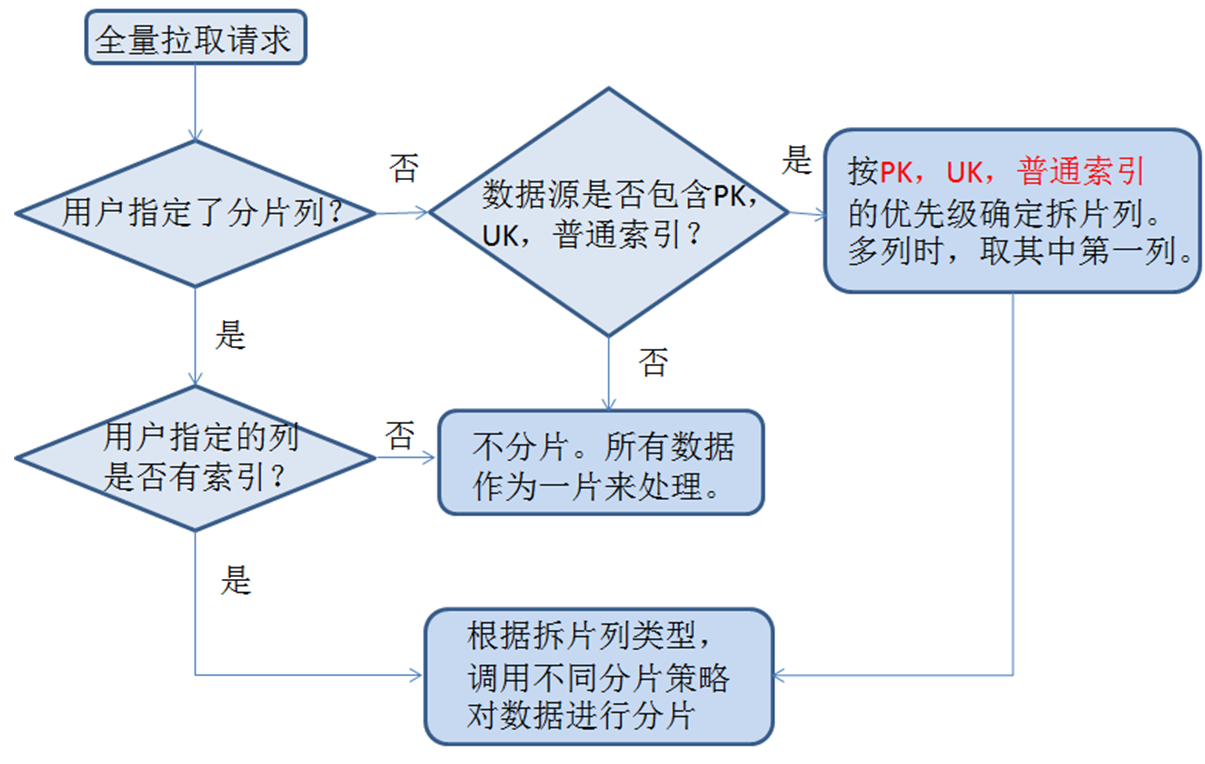 全量拉取请求
用户指定了分片列？
否
数据源是否包含PK，
UK，普通索引？
是
按PK，UK，普通索引
的优先级确定拆片列。
多列时，取其中第一列。
是
否
用户指定的列
是否有索引？
否
不分片。所有数据
作为一片来处理。
是
根据拆片列类型，
调用不同分片策略
对数据进行分片